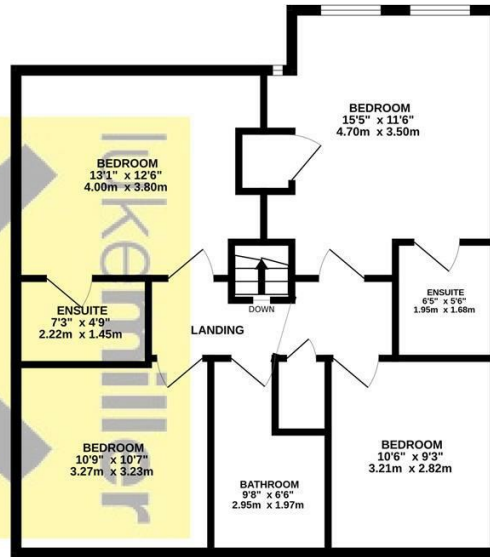 BEDROOM
15'5" x 11'6"
4.70m x 3.50m
BEDROOM
13'1" x 12'6"
4.00m x 3.80m
ENSUITE
7'3" x 4'9"
2.22m x 1.45m
DOWN
LANDING
ENSUITE
6'5" x 5'6"
1.95m x 1.68m
BEDROOM
10'9" x 10'7"
3.27m x 3.23m
BATHROOM
9'8" x 6'6"
2.95m x 1.97m
BEDROOM
10'6" x 9'3"
3.21m x 2.82m
lukemiller